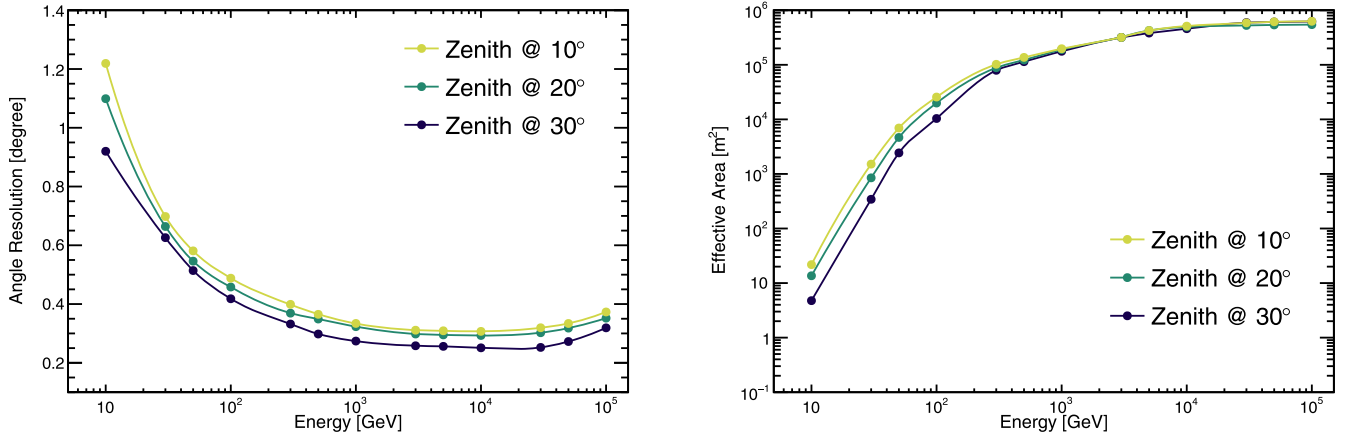 Angle Resolution [degree]
1.4
1.2
1
0.8
0.6
0.4
0.2
Zenith @ 10°
Zenith @ 20°
Zenith @ 30°
10
10²
10³
10⁴
10⁵
Energy [GeV]
Effective Area [m²]
10⁶
10⁵
10⁴
10³
10²
10
1
10⁻¹
Zenith @ 10°
Zenith @ 20°
Zenith @ 30°
10
10²
10³
10⁴
10⁵
Energy [GeV]